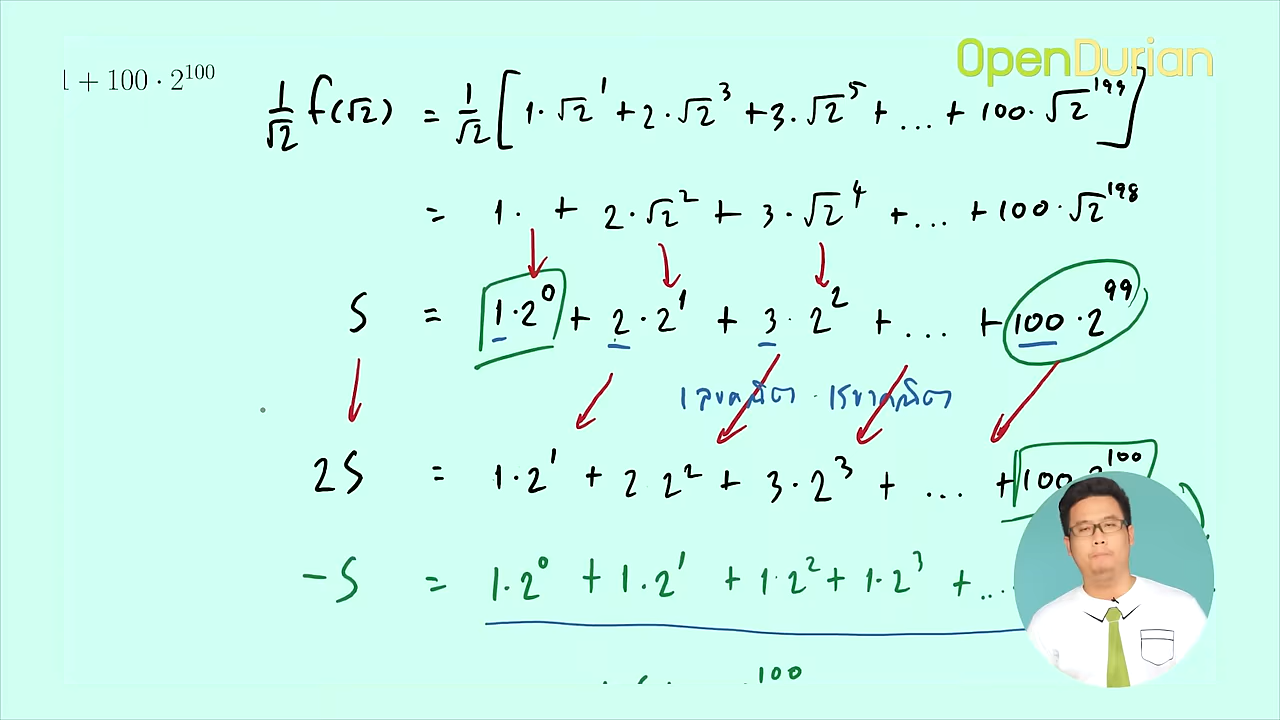 OpenDurian
1 + 100 · 2^100
1/√2 f(√2) = 1/√2 [1·√2^1 + 2·√2^3 + 3·√2^5 + ... + 100·√2^199]
= 1· + 2·√2^2 + 3·√2^4 + ... + 100·√2^198
S = 1·2^0 + 2·2^1 + 3·2^2 + ... + 100·2^99
เลขคณิต · เรขาคณิต
2S = 1·2^1 + 2·2^2 + 3·2^3 + ... + 100·2^100
-S = 1·2^0 + 1·2^1 + 1·2^2 + 1·2^3 + ...
100